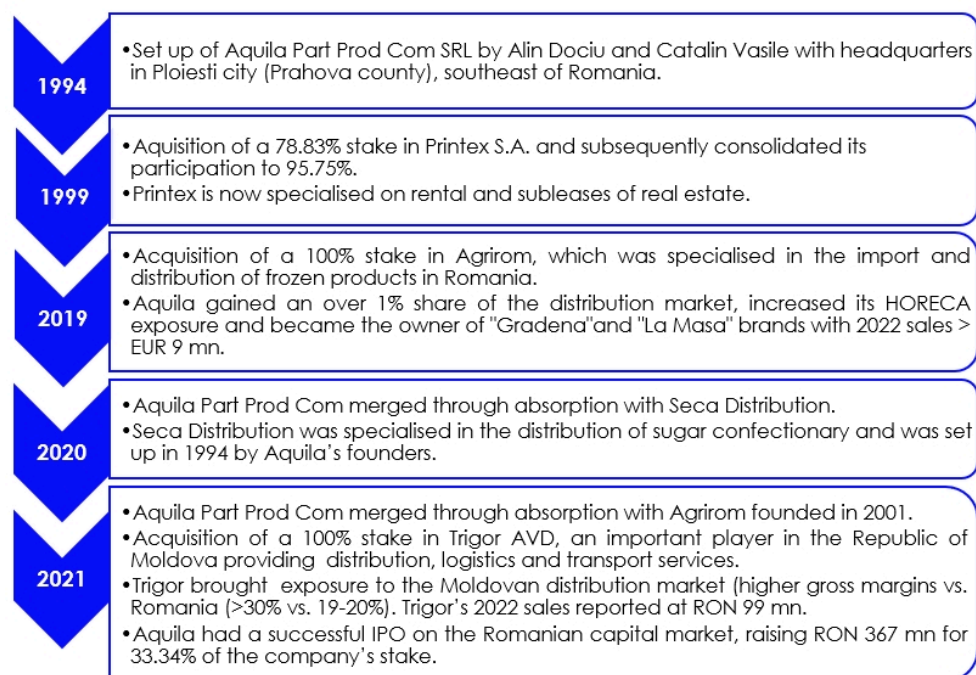 1994
•Set up of Aquila Part Prod Com SRL by Alin Dociu and Catalin Vasile with headquarters
in Ploiesti city (Prahova county), southeast of Romania.
1999
•Aquisition of a 78.83% stake in Printex S.A. and subsequently consolidated its
participation to 95.75%.
•Printex is now specialised on rental and subleases of real estate.
2019
•Acquisition of a 100% stake in Agrirom, which was specialised in the import and
distribution of frozen products in Romania.
•Aquila gained an over 1% share of the distribution market, increased its HORECA
exposure and became the owner of "Gradena"and "La Masa" brands with 2022 sales >
EUR 9 mn.
2020
•Aquila Part Prod Com merged through absorption with Seca Distribution.
•Seca Distribution was specialised in the distribution of sugar confectionary and was set
up in 1994 by Aquila’s founders.
2021
•Aquila Part Prod Com merged through absorption with Agrirom founded in 2001.
•Acquisition of a 100% stake in Trigor AVD, an important player in the Republic of
Moldova providing distribution, logistics and transport services.
•Trigor brought exposure to the Moldovan distribution market (higher gross margins vs.
Romania (>30% vs. 19-20%). Trigor’s 2022 sales reported at RON 99 mn.
•Aquila had a successful IPO on the Romanian capital market, raising RON 367 mn for
33.34% of the company’s stake.